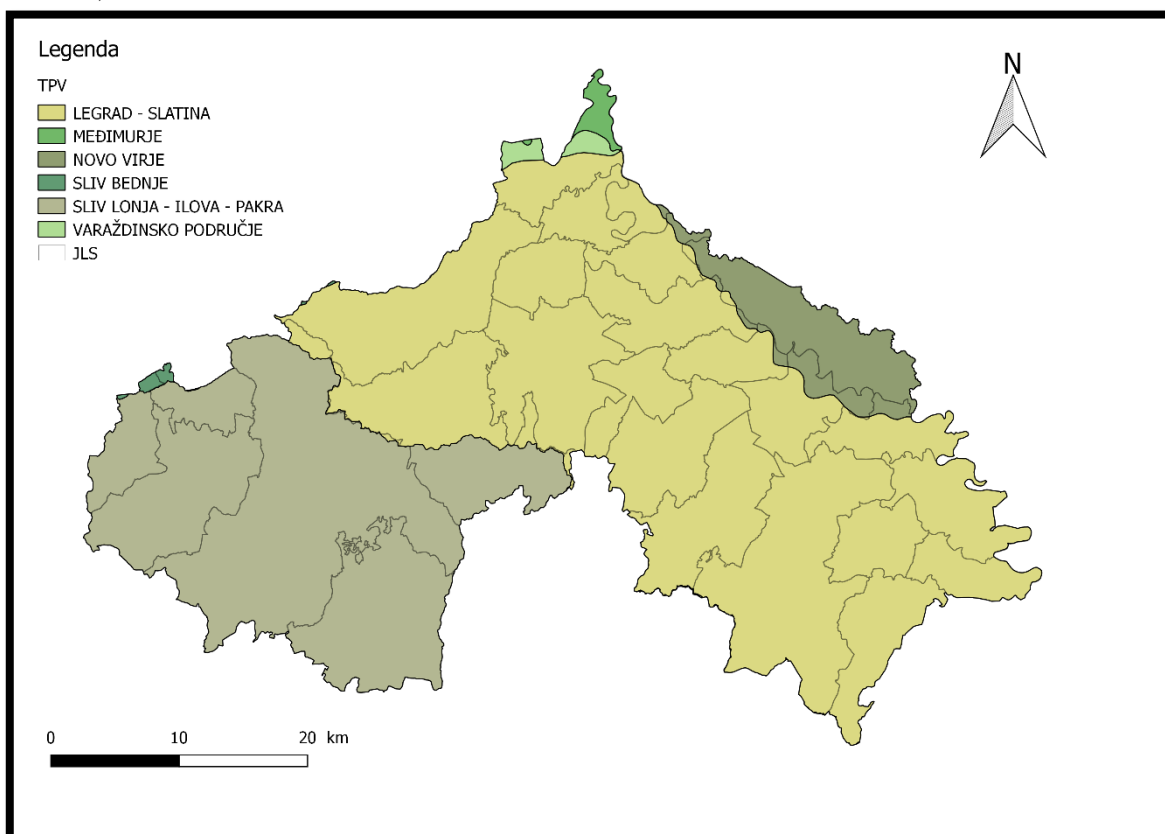 Legenda
TPV
LEGRAD - SLATINA
MEĐIMURJE
NOVO VIRJE
SLIV BEDNJE
SLIV LONJA - ILOVA - PAKRA
VARAŽDINSKO PODRUČJE
JLS
N
0 10 20 km